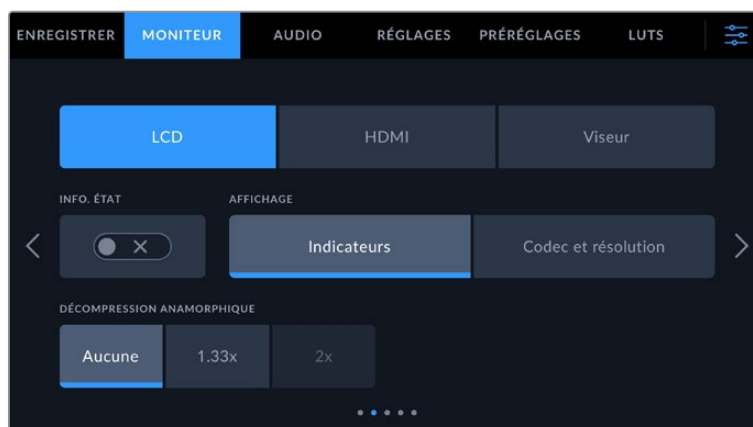 ENREGISTRER MONITEUR AUDIO RÉGLAGES PRÉRÉGLAGES LUTS
LCD HDMI Viseur
INFO. ÉTAT AFFICHAGE
Indicateurs Codec et résolution
DÉCOMPRESSION ANAMORPHIQUE
Aucune 1.33x 2x